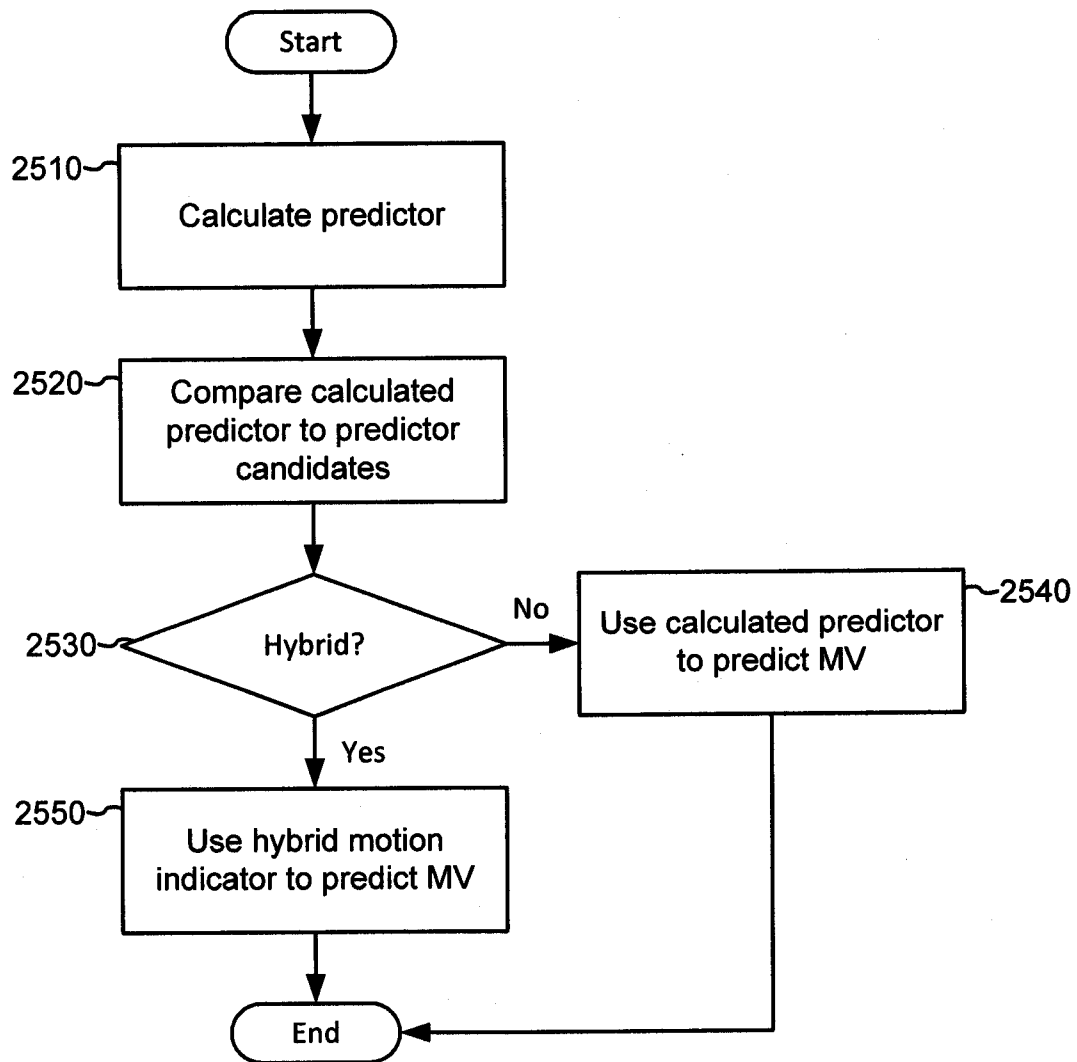 Start
2510
Calculate predictor
2520
Compare calculated
predictor to predictor
candidates
2530
Hybrid?
No
Use calculated predictor
to predict MV
2540
Yes
2550
Use hybrid motion
indicator to predict MV
End